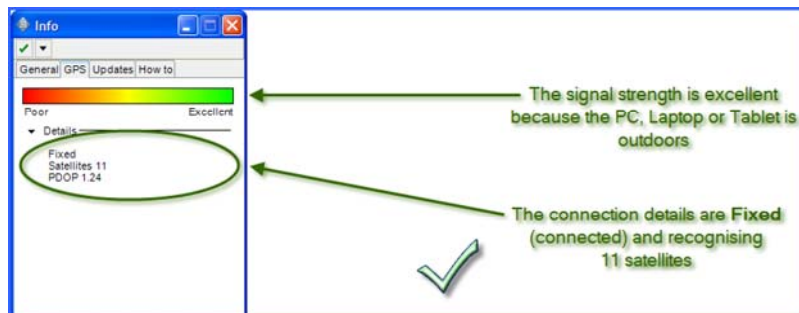 Info
General GPS Updates How to
Poor Excellent
Details
Fixed
Satellites 11
PDOP 1.24
The signal strength is excellent
because the PC, Laptop or Tablet is
outdoors
The connection details are Fixed
(connected) and recognising
11 satellites